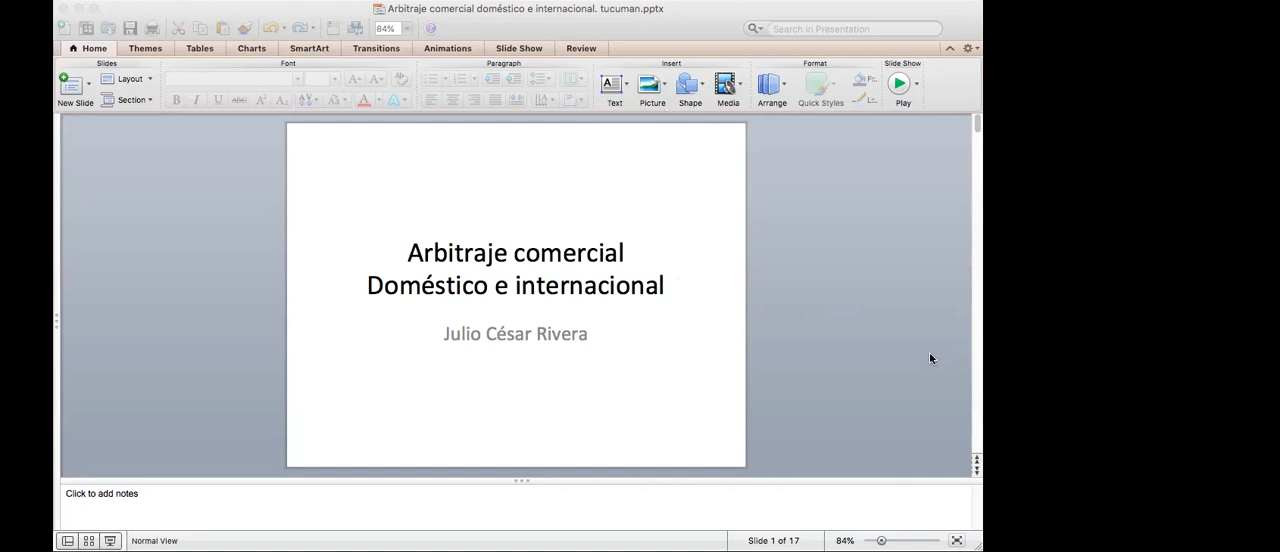 Arbitraje comercial doméstico e internacional. tucuman.pptx
84%
Search in Presentation
Home Themes Tables Charts SmartArt Transitions Animations Slide Show Review
Slides Font Paragraph Insert Format Slide Show
New Slide Layout Section
Text Picture Shape Media Arrange Quick Styles Play
Arbitraje comercial
Doméstico e internacional
Julio César Rivera
Click to add notes
Normal View Slide 1 of 17 84%